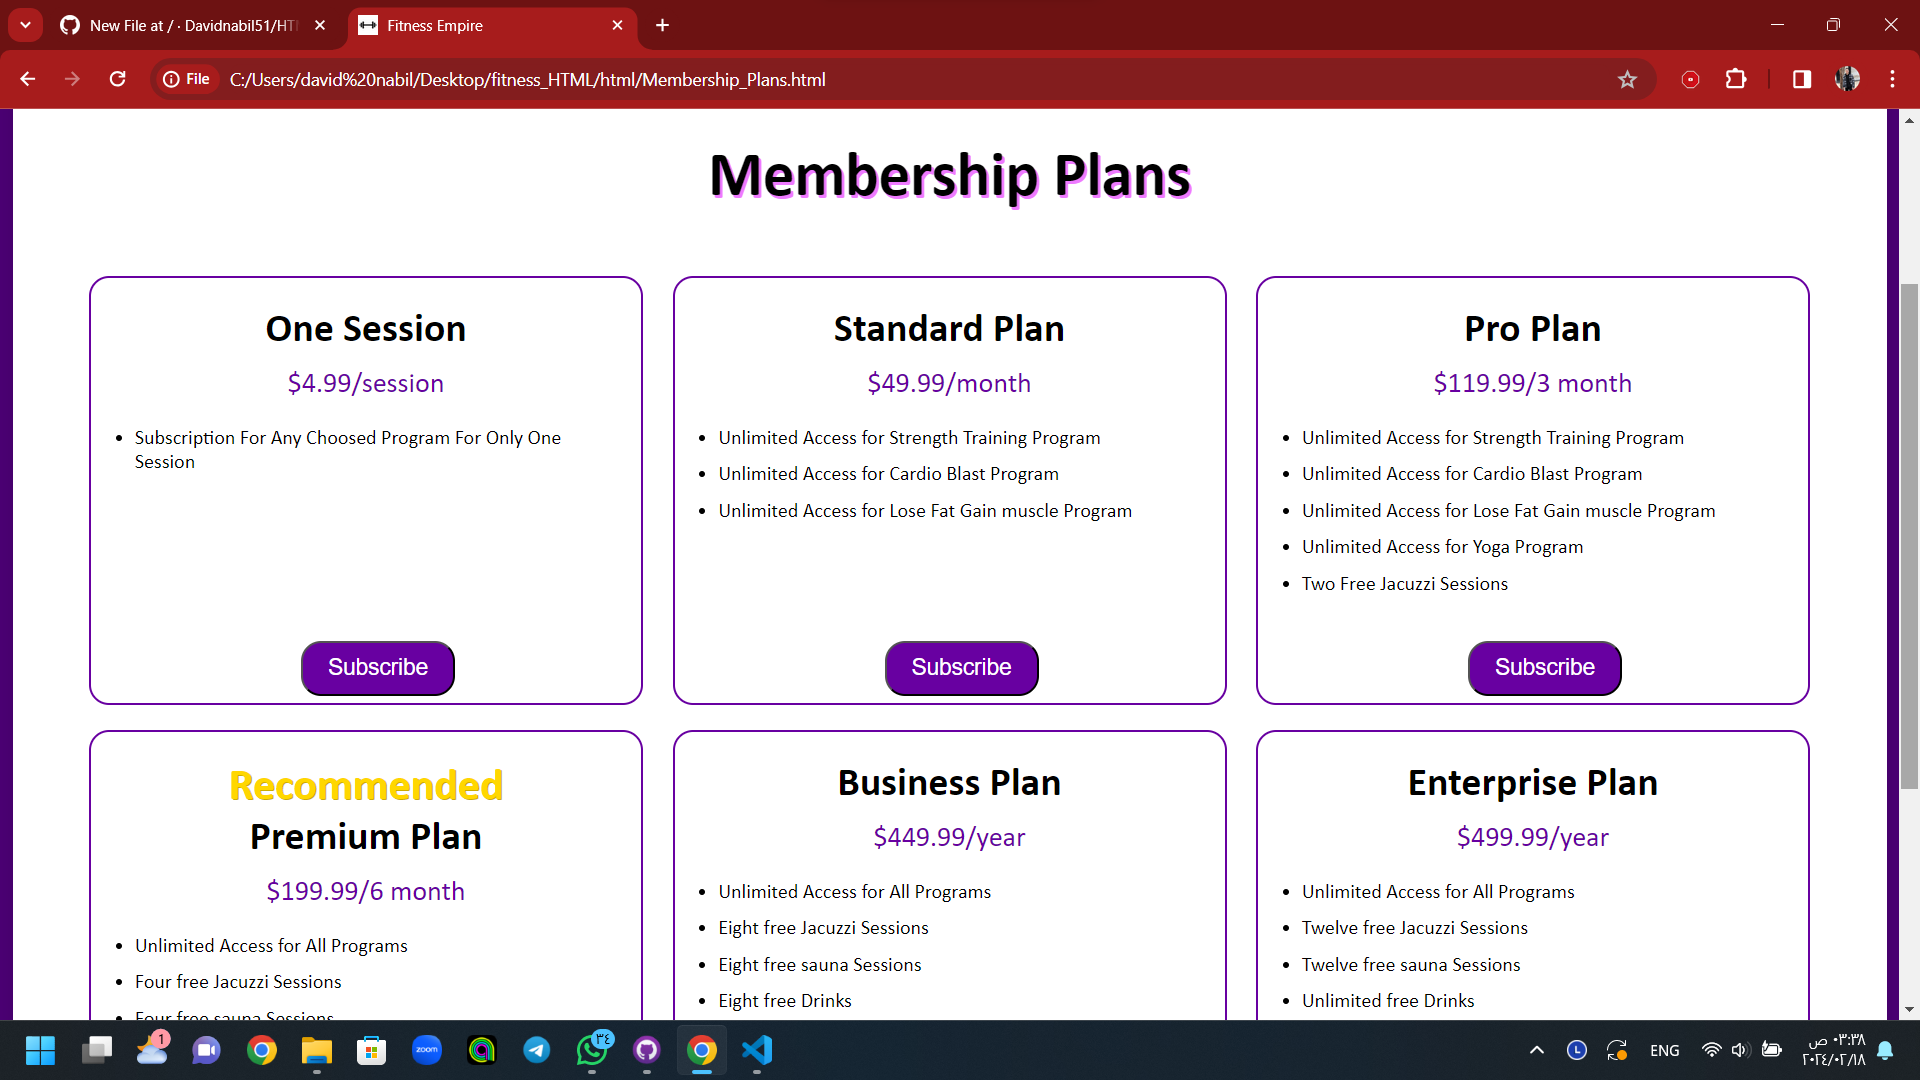 New File at / · Davidnabil51/HTM
Fitness Empire
File
C:/Users/david%20nabil/Desktop/fitness_HTML/html/Membership_Plans.html
Membership Plans
One Session
$4.99/session
• Subscription For Any Choosed Program For Only One
Session
Subscribe
Standard Plan
$49.99/month
• Unlimited Access for Strength Training Program
• Unlimited Access for Cardio Blast Program
• Unlimited Access for Lose Fat Gain muscle Program
Subscribe
Pro Plan
$119.99/3 month
• Unlimited Access for Strength Training Program
• Unlimited Access for Cardio Blast Program
• Unlimited Access for Lose Fat Gain muscle Program
• Unlimited Access for Yoga Program
• Two Free Jacuzzi Sessions
Subscribe
Recommended
Premium Plan
$199.99/6 month
• Unlimited Access for All Programs
• Four free Jacuzzi Sessions
• Four free sauna Sessions
Business Plan
$449.99/year
• Unlimited Access for All Programs
• Eight free Jacuzzi Sessions
• Eight free sauna Sessions
• Eight free Drinks
Enterprise Plan
$499.99/year
• Unlimited Access for All Programs
• Twelve free Jacuzzi Sessions
• Twelve free sauna Sessions
• Unlimited free Drinks
1
zoom
٣٤
L
ENG
٠٣:٣٨ ص
٢٠٢٤/٠٢/١٨